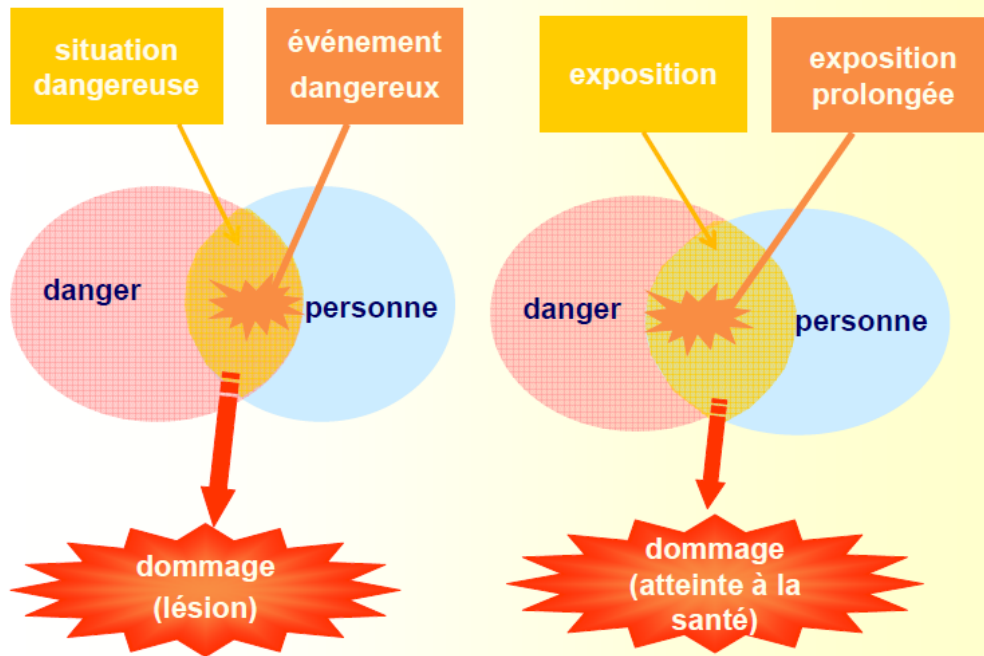 situation
dangereuse
événement
dangereux
exposition
exposition
prolongée
danger
personne
danger
personne
dommage
(lésion)
dommage
(atteinte à la
santé)